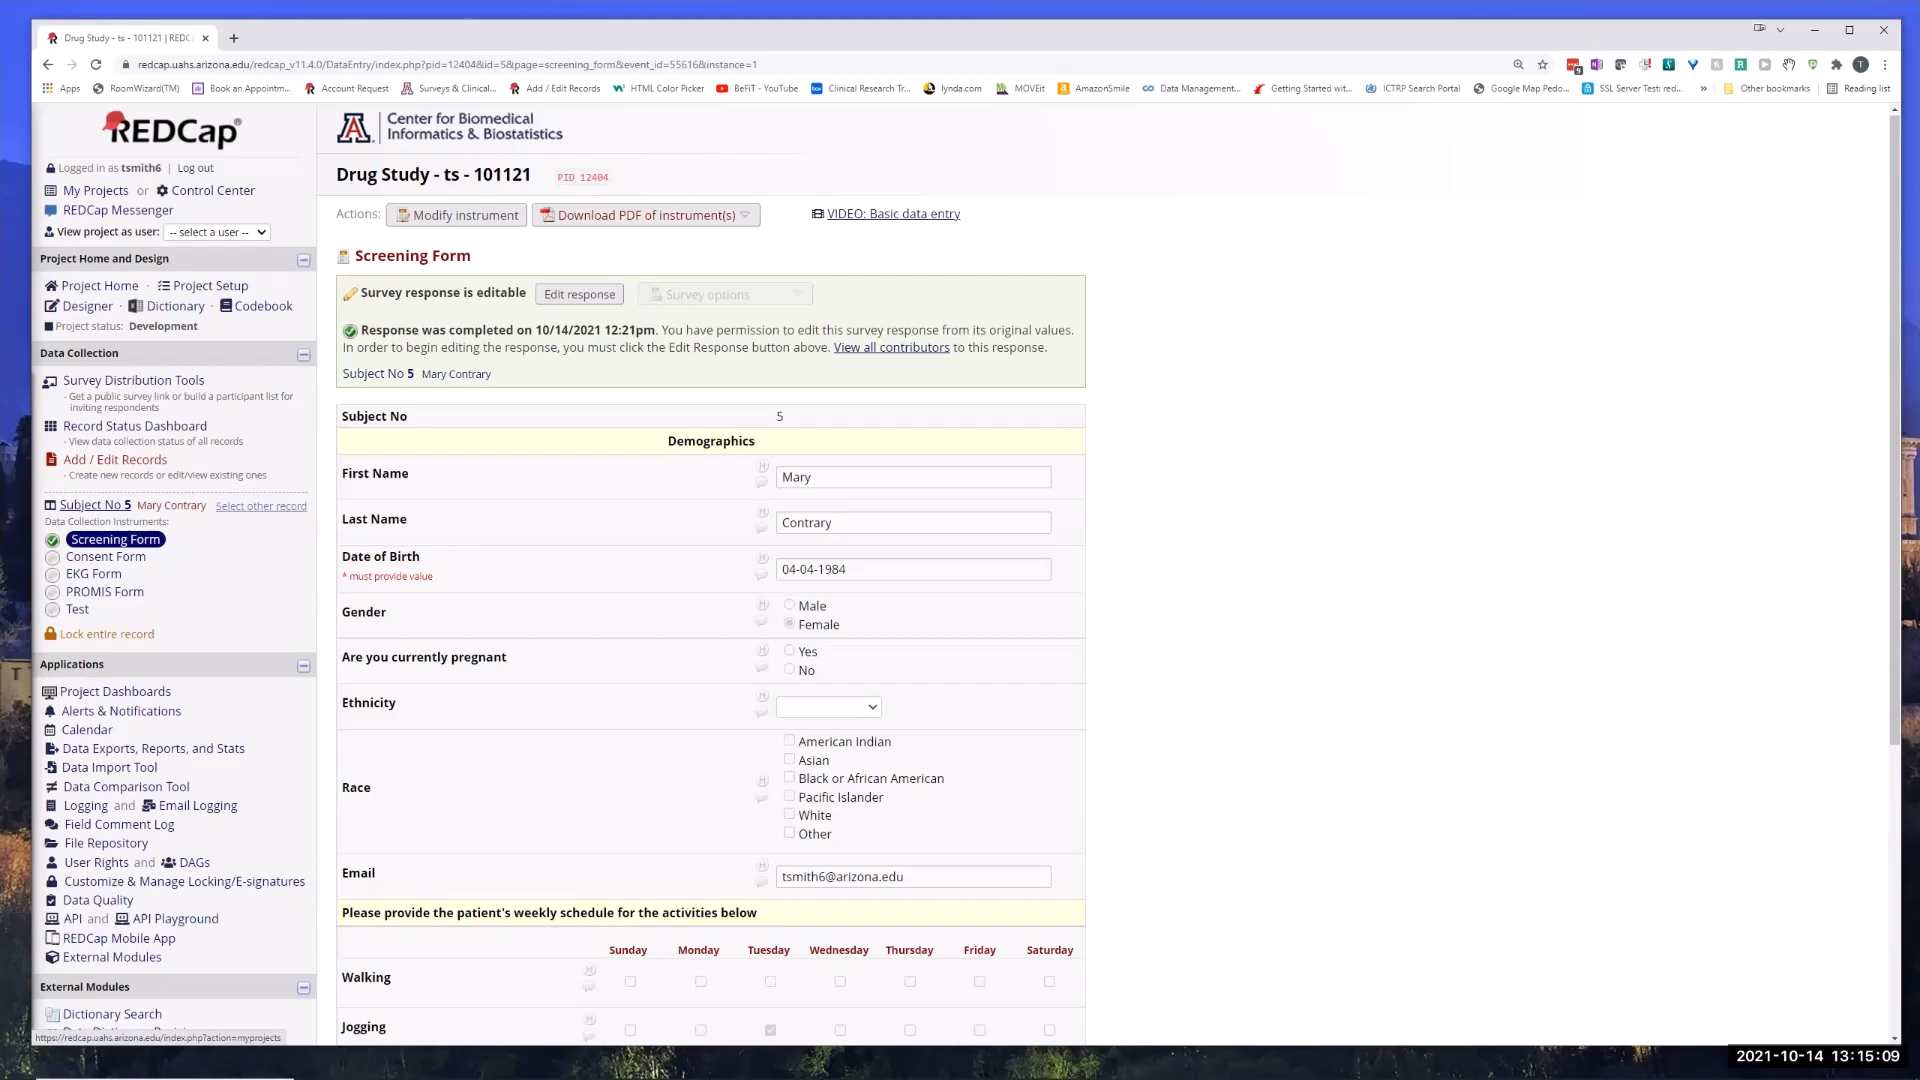 Drug Study - ts - 101121 | REDC
redcap.uahs.arizona.edu/redcap_v11.4.0/DataEntry/index.php?pid=12404&id=5&page=screening_form&event_id=55616&instance=1
Apps
RoomWizard(TM)
Book an Appointm...
Account Request
Surveys & Clinical...
Add / Edit Records
HTML Color Picker
BeFiT - YouTube
Clinical Research Tr...
lynda.com
MOVEit
AmazonSmile
Data Management...
Getting Started wit...
ICTRP Search Portal
Google Map Pedo...
SSL Server Test: red...
»
Other bookmarks
Reading list
REDCap®
Logged in as tsmith6 | Log out
My Projects or Control Center
REDCap Messenger
View project as user: -- select a user --
Project Home and Design
Project Home · Project Setup
Designer · Dictionary · Codebook
Project status: Development
Data Collection
Survey Distribution Tools
- Get a public survey link or build a participant list for
inviting respondents
Record Status Dashboard
- View data collection status of all records
Add / Edit Records
- Create new records or edit/view existing ones
Subject No 5 Mary Contrary Select other record
Data Collection Instruments:
Screening Form
Consent Form
EKG Form
PROMIS Form
Test
Lock entire record
Applications
Project Dashboards
Alerts & Notifications
Calendar
Data Exports, Reports, and Stats
Data Import Tool
Data Comparison Tool
Logging and Email Logging
Field Comment Log
File Repository
User Rights and DAGs
Customize & Manage Locking/E-signatures
Data Quality
API and API Playground
REDCap Mobile App
External Modules
External Modules
Dictionary Search
https://redcap.uahs.arizona.edu/index.php?action=myprojects
A
Center for Biomedical
Informatics & Biostatistics
Drug Study - ts - 101121 PID 12404
Actions: Modify instrument Download PDF of instrument(s) VIDEO: Basic data entry
Screening Form
Survey response is editable Edit response Survey options
Response was completed on 10/14/2021 12:21pm. You have permission to edit this survey response from its original values.
In order to begin editing the response, you must click the Edit Response button above. View all contributors to this response.
Subject No 5 Mary Contrary
Subject No 5
Demographics
First Name Mary
Last Name Contrary
Date of Birth
* must provide value
04-04-1984
Gender
Male
Female
Are you currently pregnant
Yes
No
Ethnicity
Race
American Indian
Asian
Black or African American
Pacific Islander
White
Other
Email tsmith6@arizona.edu
Please provide the patient's weekly schedule for the activities below
Sunday Monday Tuesday Wednesday Thursday Friday Saturday
Walking
Jogging
2021-10-14 13:15:09